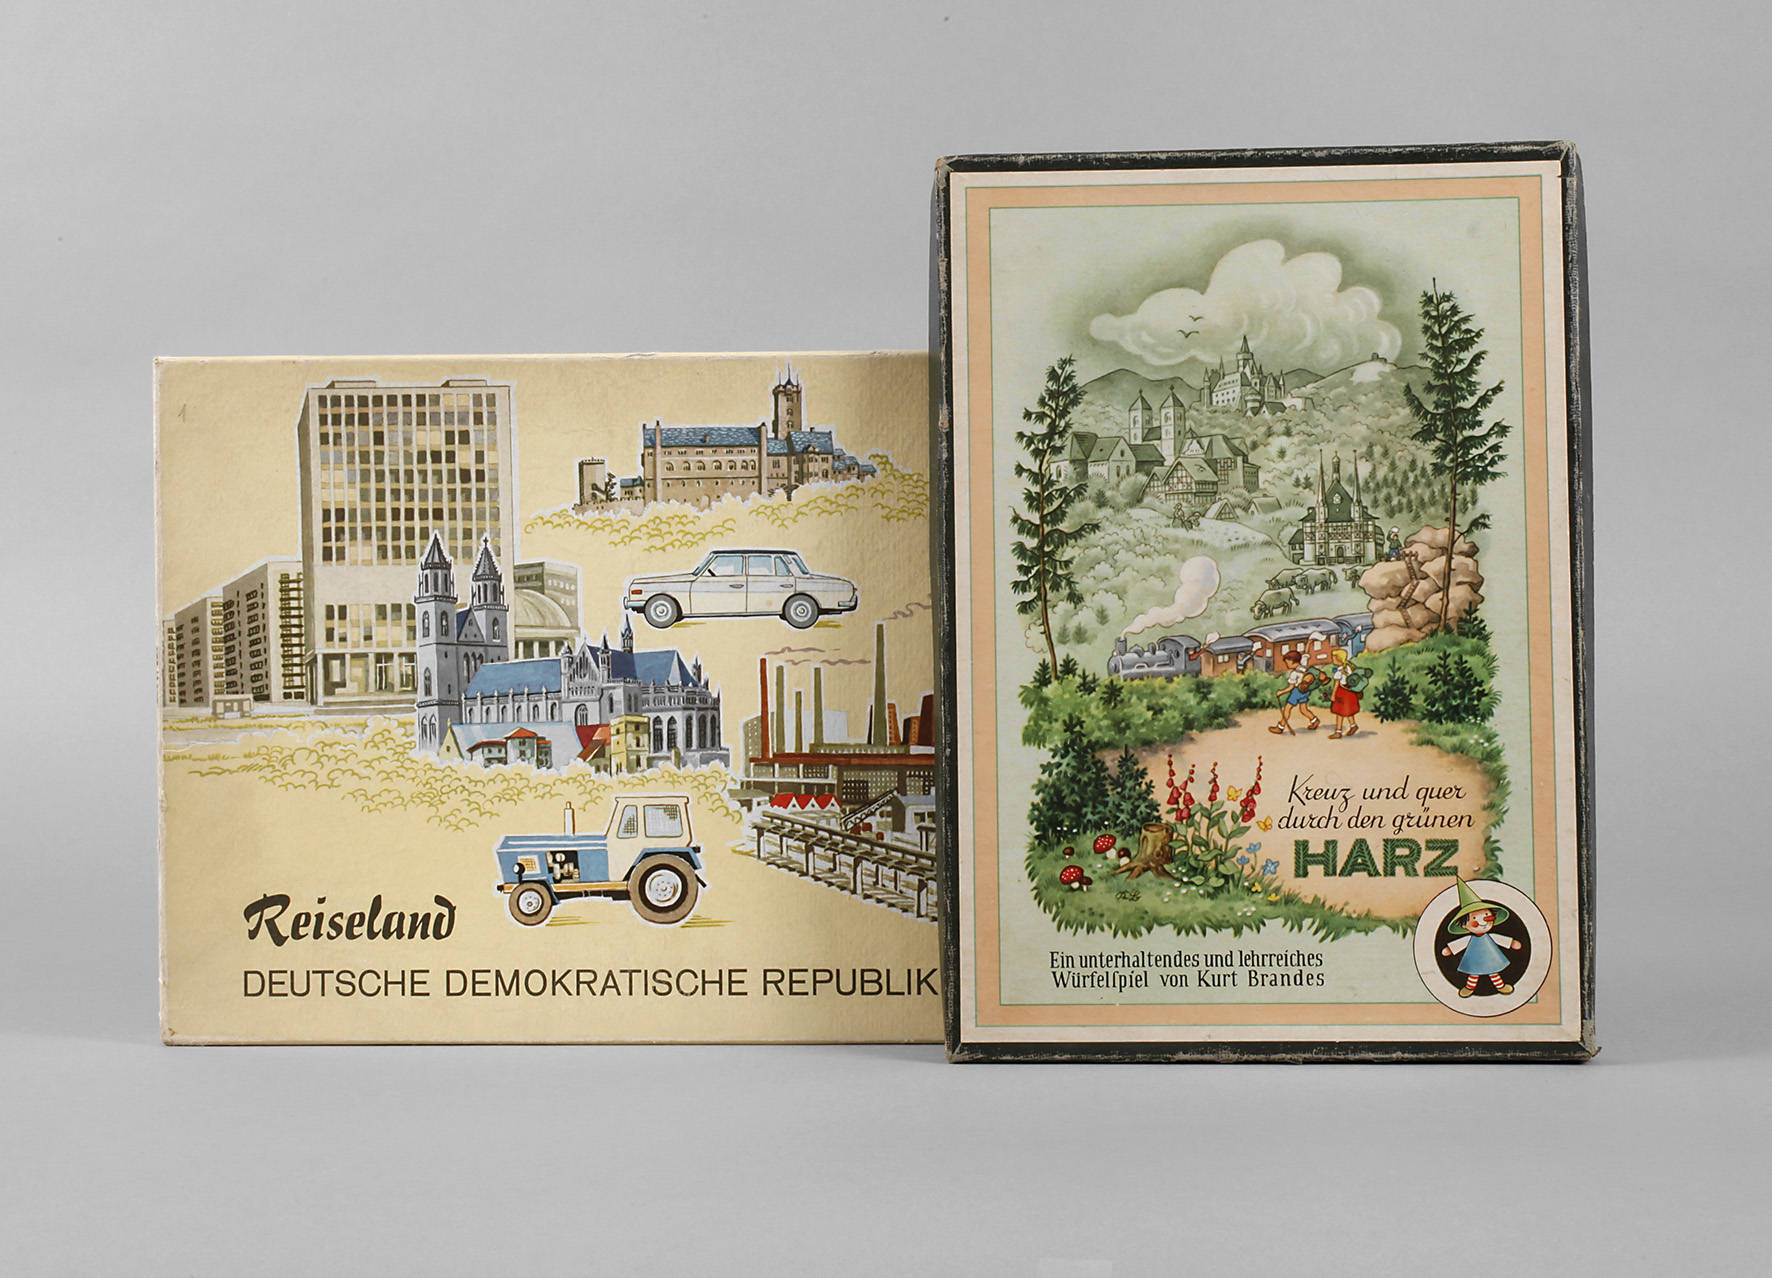 1
Reiseland
DEUTSCHE DEMOKRATISCHE REPUBLIK
Kreuz und quer
durch den grünen
HARZ
Ein unterhaltendes und lehrreiches
Würfelſpiel von Kurt Brandes